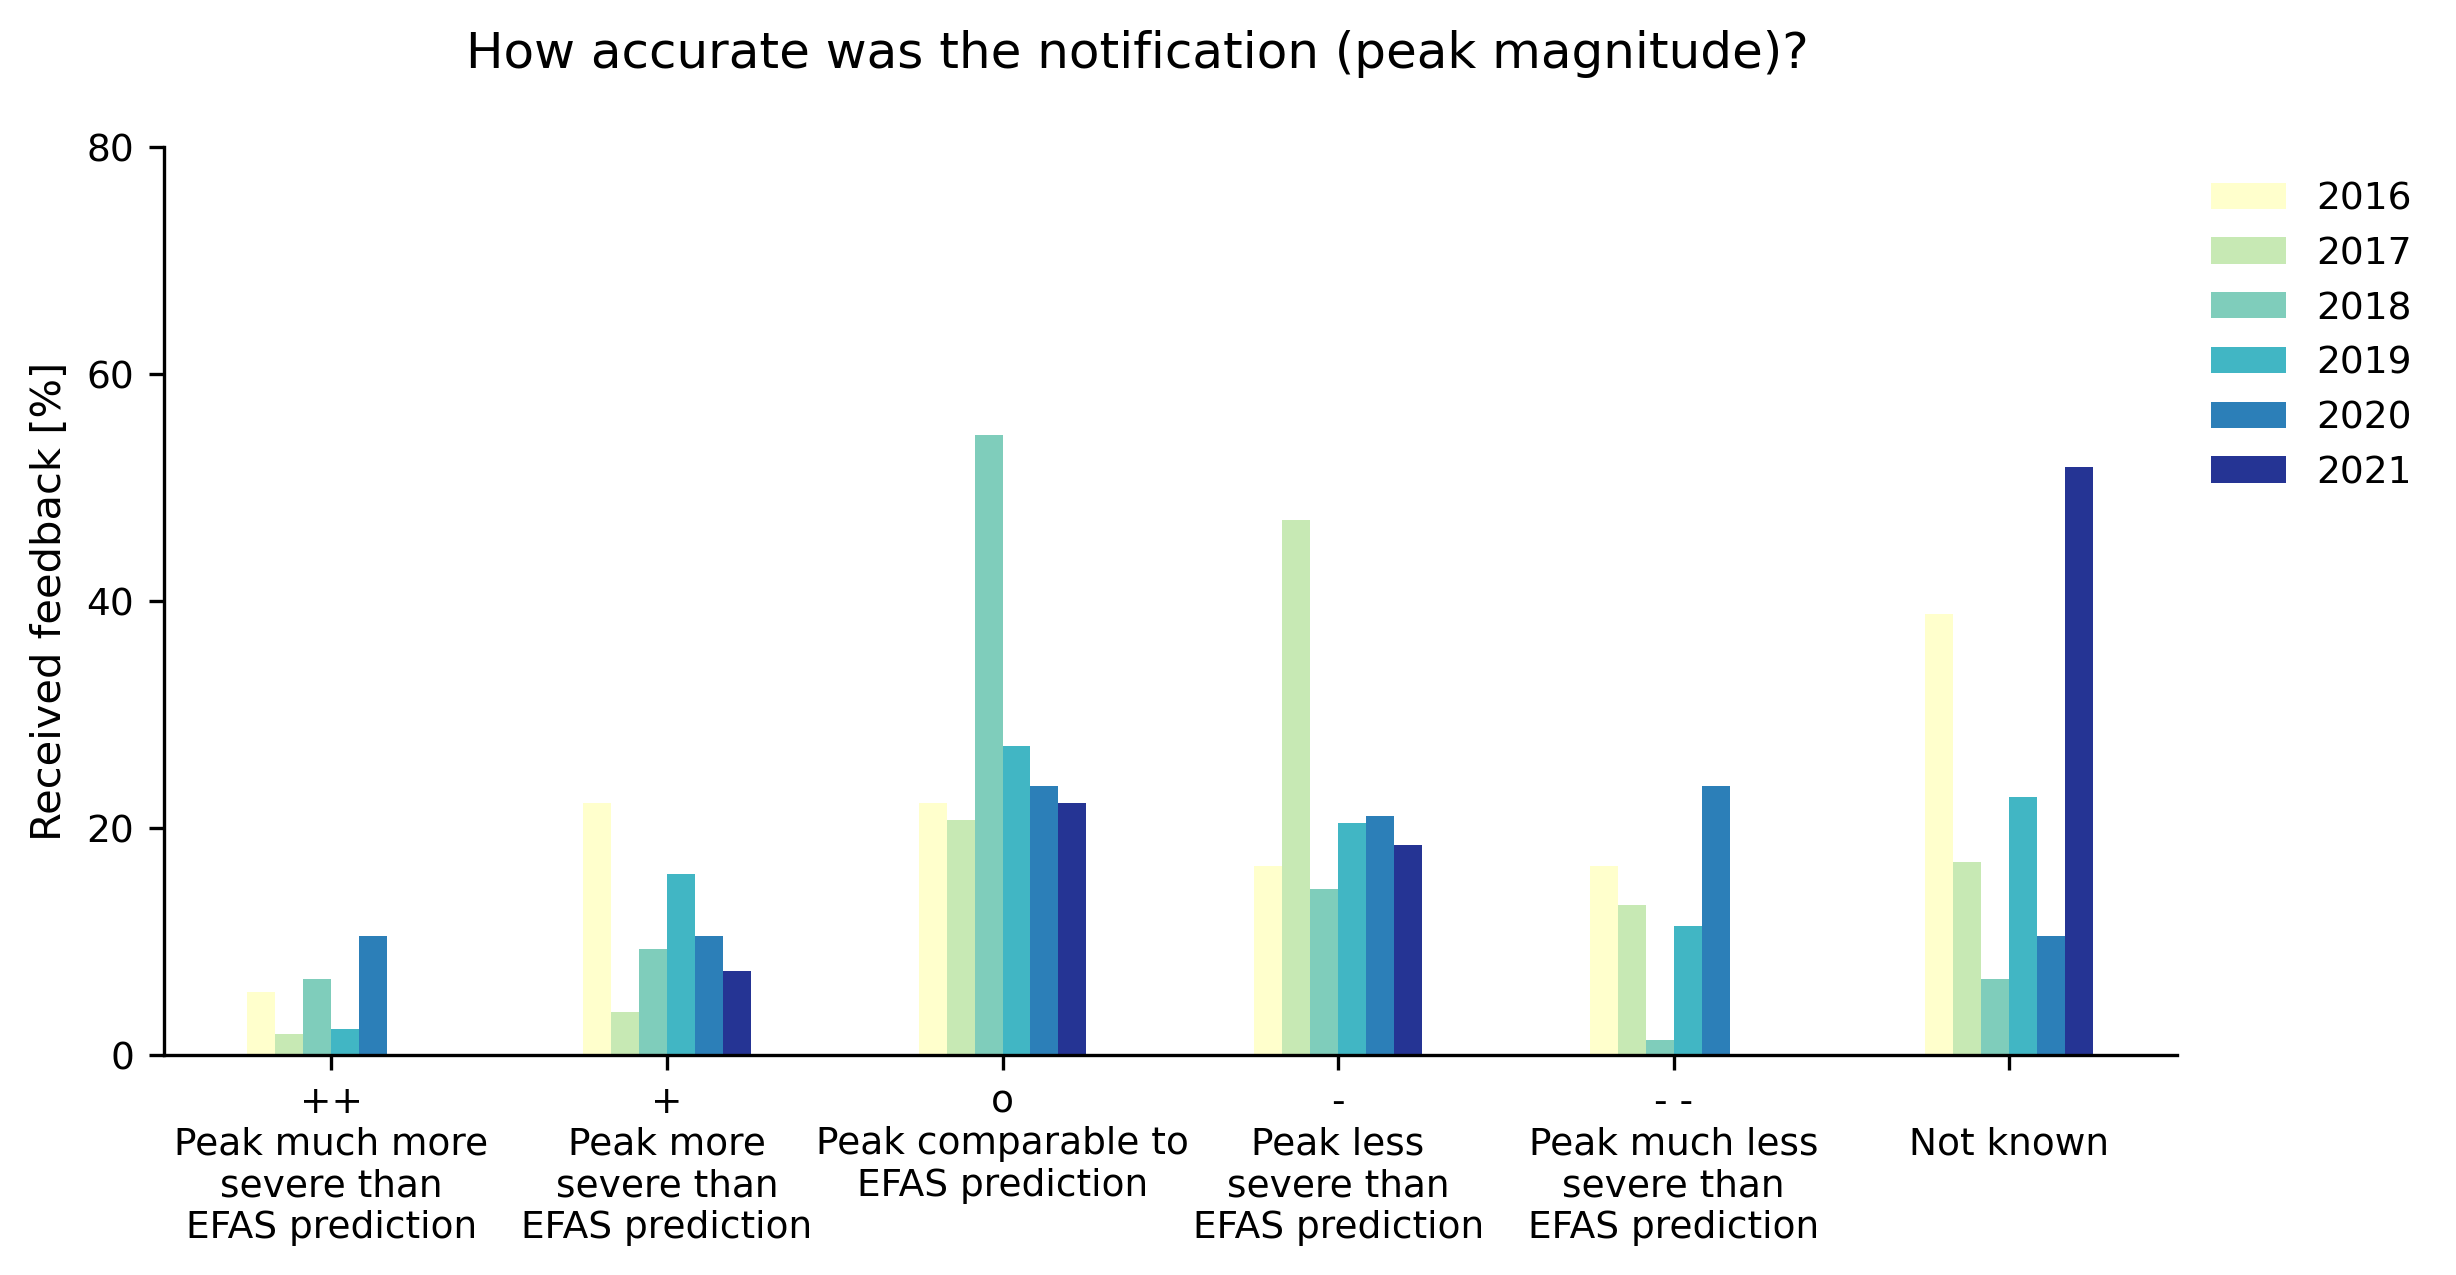 How accurate was the notification (peak magnitude)?
Received feedback [%]
80
60
40
20
0
2016
2017
2018
2019
2020
2021
++
Peak much more
severe than
EFAS prediction
+
Peak more
severe than
EFAS prediction
o
Peak comparable to
EFAS prediction
-
Peak less
severe than
EFAS prediction
- -
Peak much less
severe than
EFAS prediction
Not known